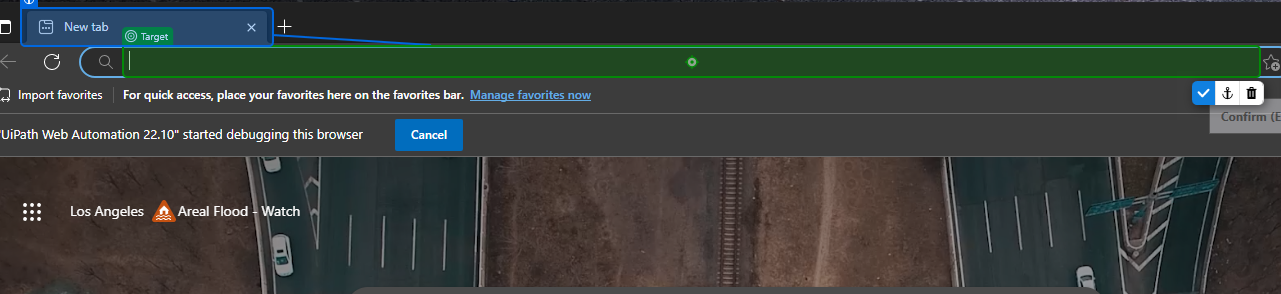 New tab
Target
Import favorites
For quick access, place your favorites here on the favorites bar. Manage favorites now
Confirm (E
"UiPath Web Automation 22.10" started debugging this browser
Cancel
Los Angeles Areal Flood - Watch